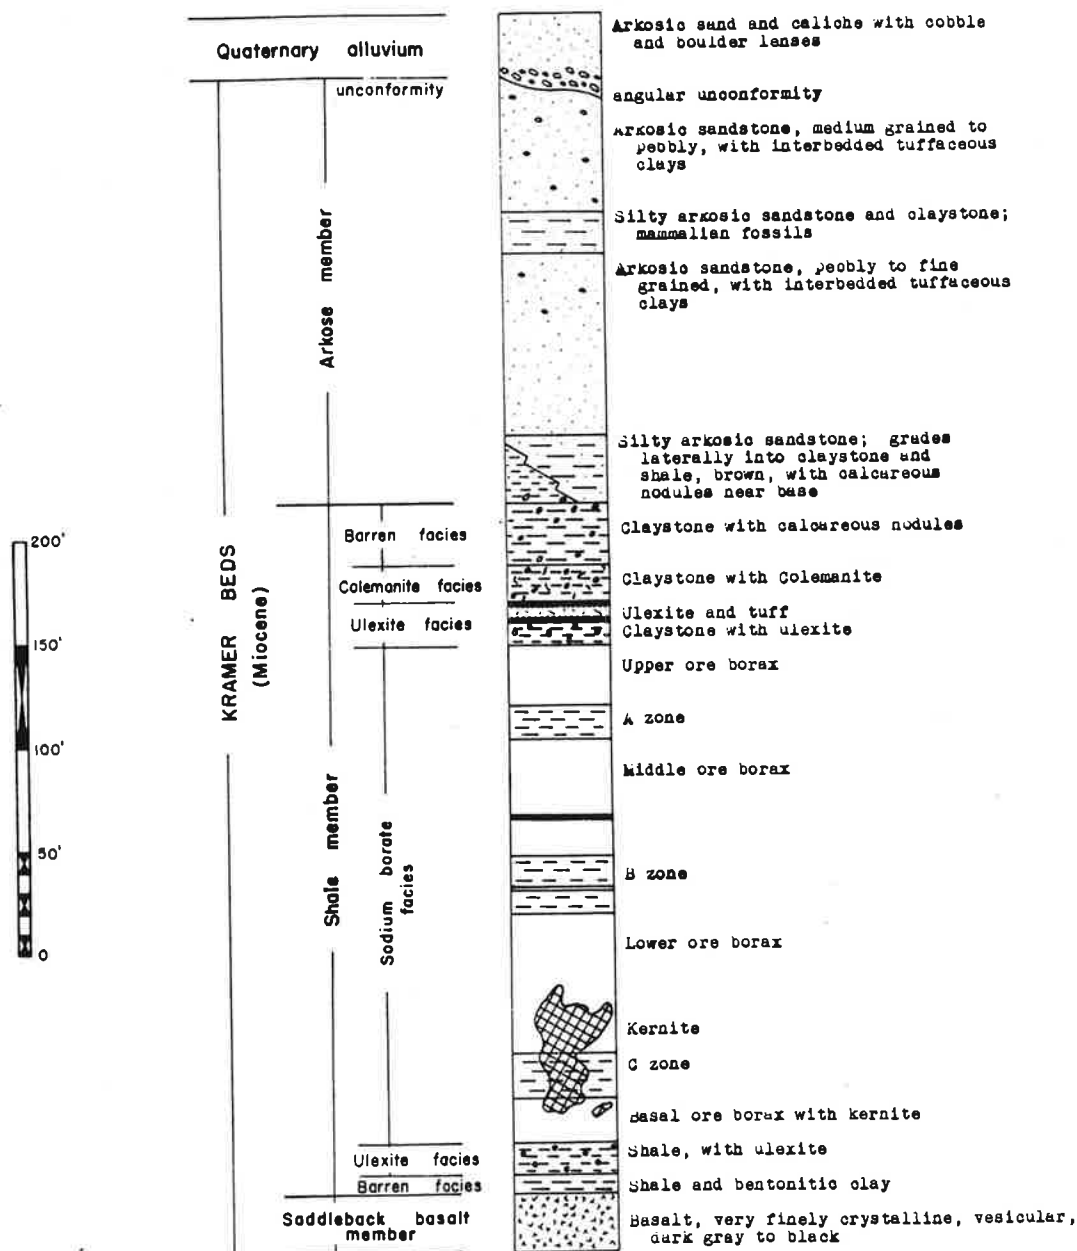 Quaternary alluvium
unconformity
Arkose member
KRAMER BEDS
(Miocene)
Barren facies
Colemanite facies
Ulexite facies
Shale member
Sodium borate
facies
Ulexite facies
Barren facies
Saddleback basalt
member
200'
150'
100'
50'
0
Arkosic sand and caliche with cobble
and boulder lenses
angular unconformity
Arkosic sandstone, medium grained to
pebbly, with interbedded tuffaceous
clays
Silty arkosic sandstone and claystone;
mammalian fossils
Arkosic sandstone, pebbly to fine
grained, with interbedded tuffaceous
clays
Silty arkosic sandstone; grades
laterally into claystone and
shale, brown, with calcareous
nodules near base
Claystone with calcareous nodules
Claystone with Colemanite
Ulexite and tuff
Claystone with ulexite
Upper ore borax
A zone
Middle ore borax
B zone
Lower ore borax
Kernite
C zone
Basal ore borax with kernite
Shale, with ulexite
Shale and bentonitic clay
Basalt, very finely crystalline, vesicular,
dark gray to black